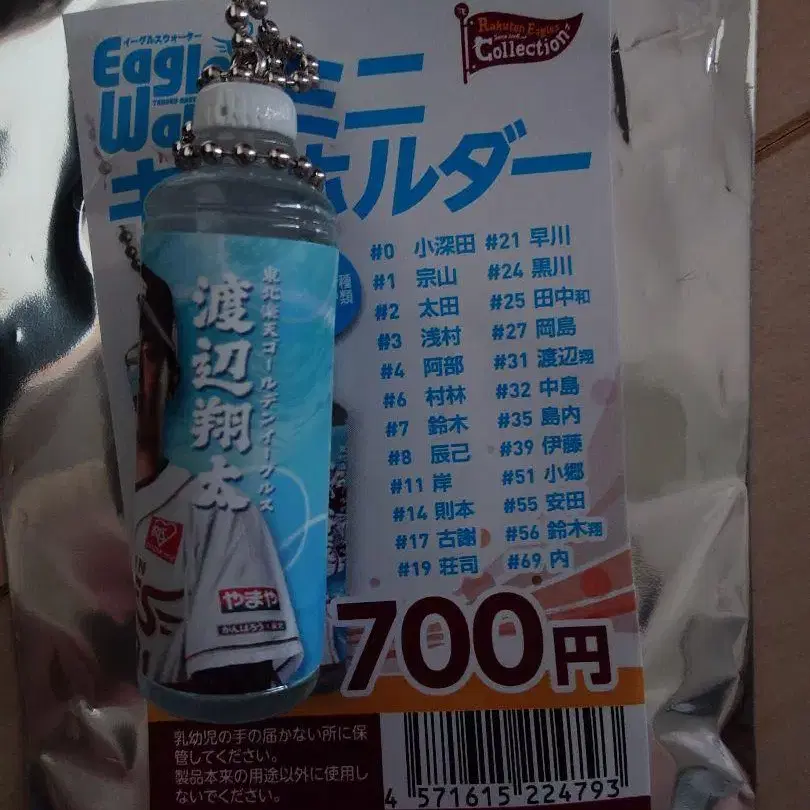 イーグルスウォーター
Eagle
Wa
ミニ
キ ホルダー
Rakuten Eagles
Collection
東北楽天ゴールデンイーグルス
渡辺翔太
やまや
種類
#0 小深田
#1 宗山
#2 太田
#3 浅村
#4 阿部
#6 村林
#7 鈴木
#8 辰己
#11 岸
#14 則本
#17 古謝
#19 荘司
#21 早川
#24 黒川
#25 田中和
#27 岡島
#31 渡辺翔
#32 中島
#35 島内
#39 伊藤
#51 小郷
#55 安田
#56 鈴木翔
#69 内
700円
乳幼児の手の届かない所に保
管してください。
製品本来の用途以外に使用し
ないでください。
4 571615 224793